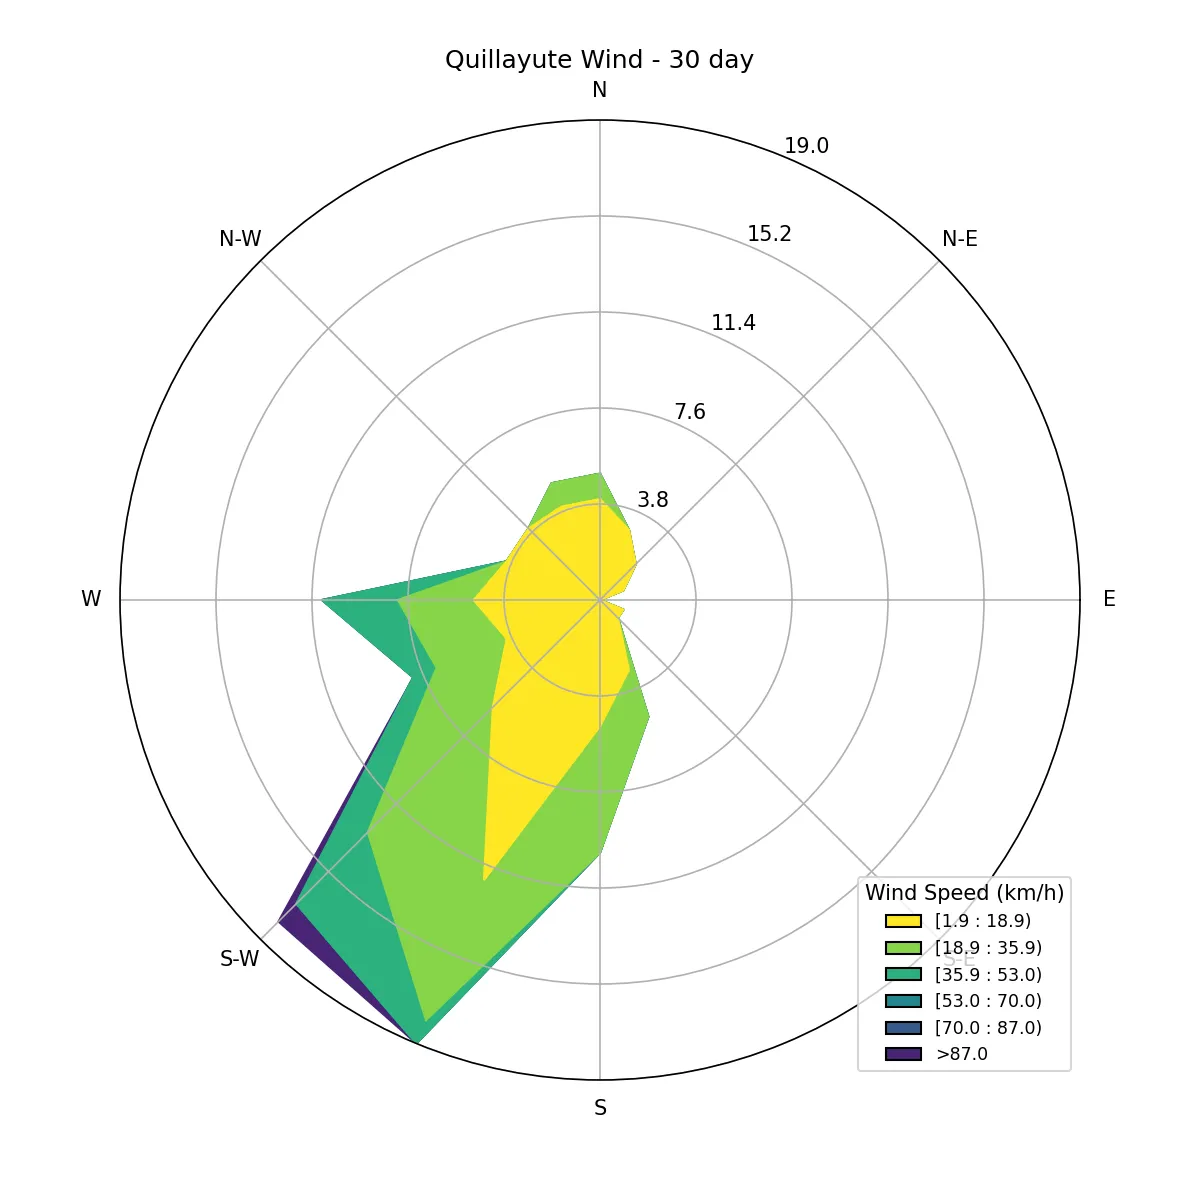 Quillayute Wind - 30 day
N
19.0
15.2
N-W
N-E
11.4
7.6
3.8
W
E
Wind Speed (km/h)
[1.9 : 18.9)
[18.9 : 35.9)
S-W
S-E
[35.9 : 53.0)
[53.0 : 70.0)
[70.0 : 87.0)
>87.0
S